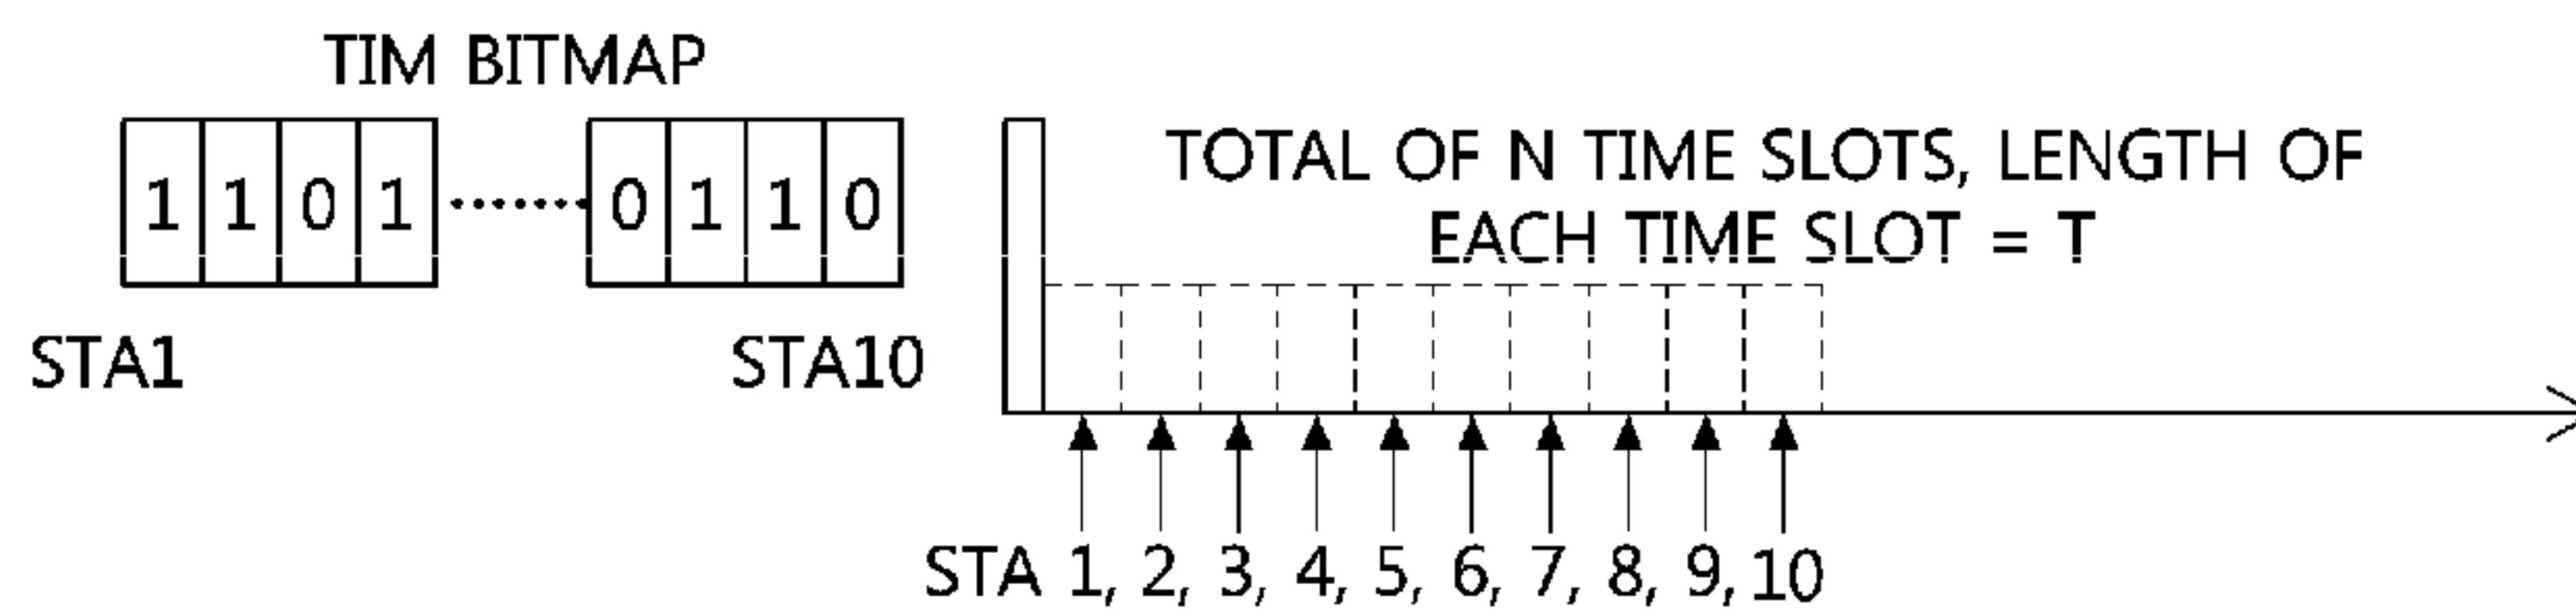 TIM BITMAP
1 1 0 1 ........ 0 1 1 0
STA1 STA10
TOTAL OF N TIME SLOTS, LENGTH OF
EACH TIME SLOT = T
STA 1, 2, 3, 4, 5, 6, 7, 8, 9, 10